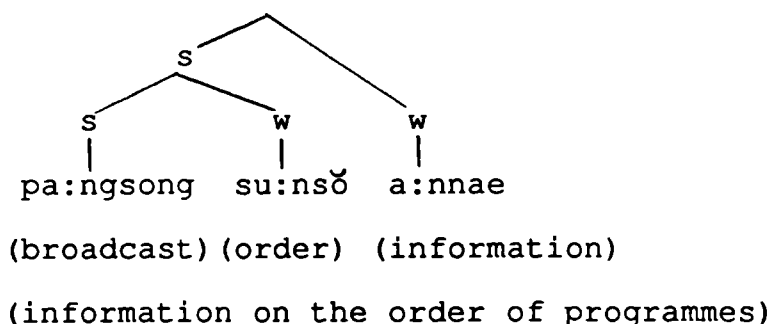 s
s w w
pa:ngsong su:nsŏ a:nnae
(broadcast) (order) (information)
(information on the order of programmes)